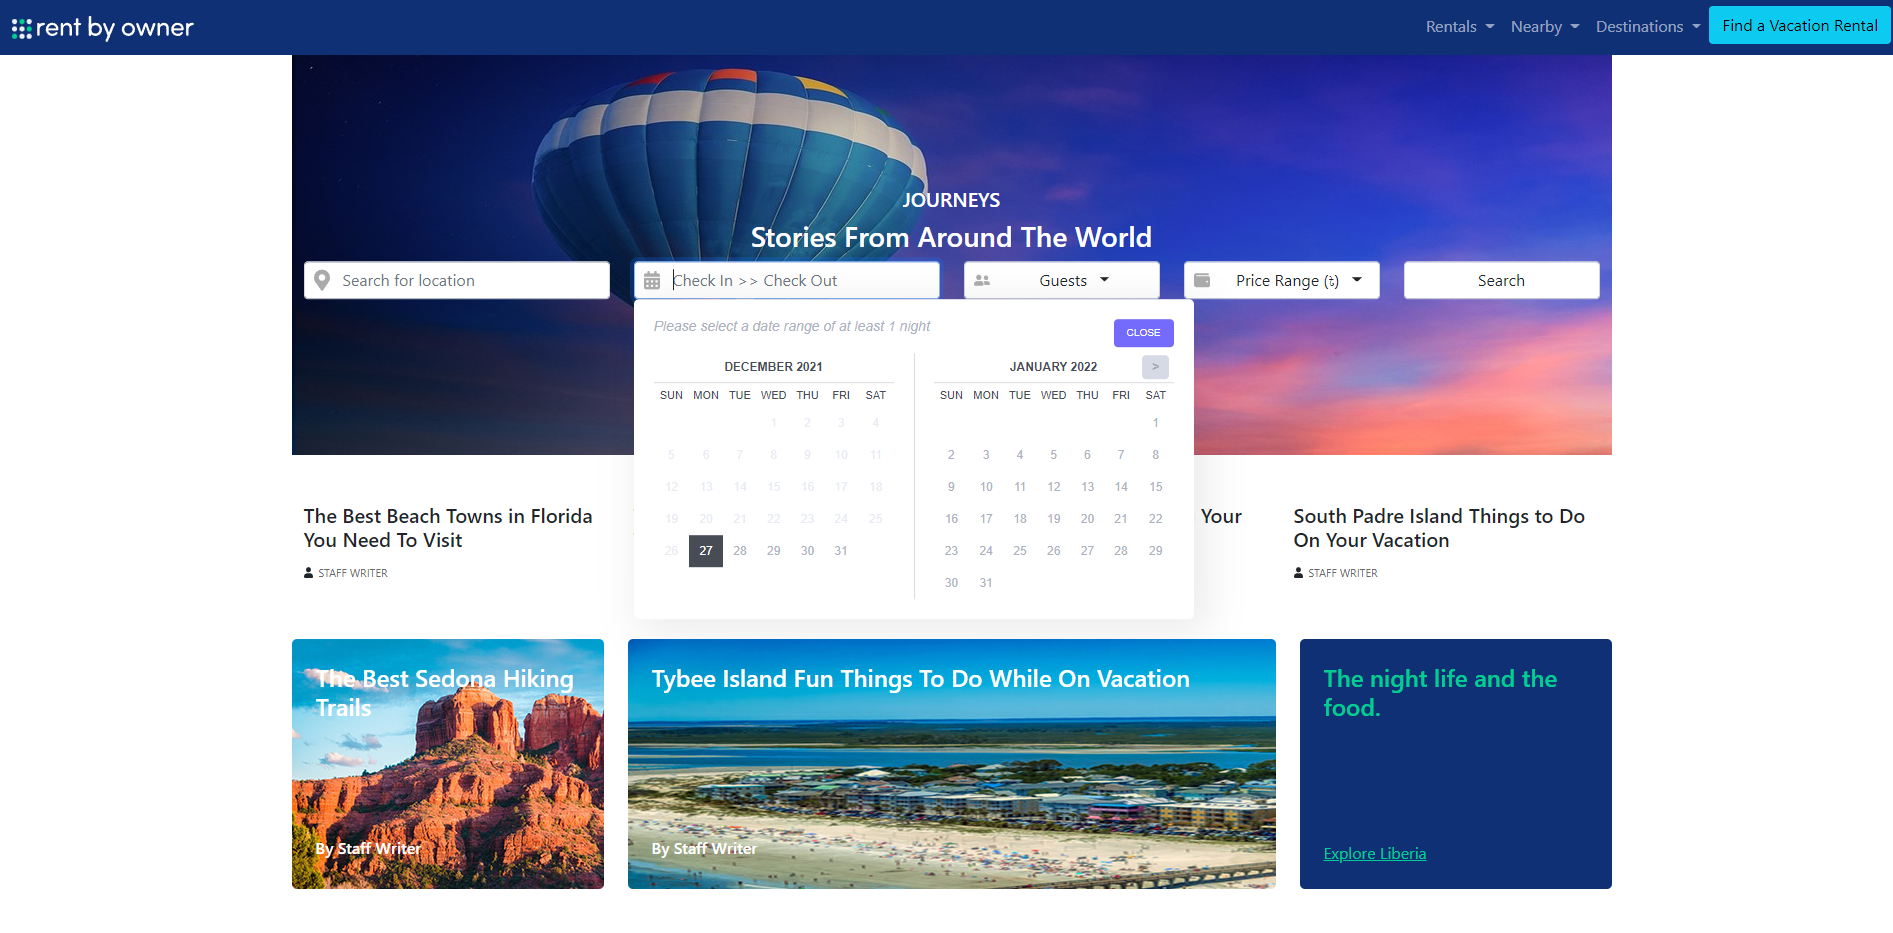 rent by owner
Rentals
Nearby
Destinations
Find a Vacation Rental
JOURNEYS
Stories From Around The World
Search for location
Check In >> Check Out
Guests
Price Range (৳)
Search
Please select a date range of at least 1 night
CLOSE
DECEMBER 2021
SUN MON TUE WED THU FRI SAT
1 2 3 4
5 6 7 8 9 10 11
12 13 14 15 16 17 18
19 20 21 22 23 24 25
26 27 28 29 30 31
JANUARY 2022 >
SUN MON TUE WED THU FRI SAT
1
2 3 4 5 6 7 8
9 10 11 12 13 14 15
16 17 18 19 20 21 22
23 24 25 26 27 28 29
30 31
The Best Beach Towns in Florida
You Need To Visit
STAFF WRITER
Your
South Padre Island Things to Do
On Your Vacation
STAFF WRITER
The Best Sedona Hiking
Trails
By Staff Writer
Tybee Island Fun Things To Do While On Vacation
By Staff Writer
The night life and the
food.
Explore Liberia